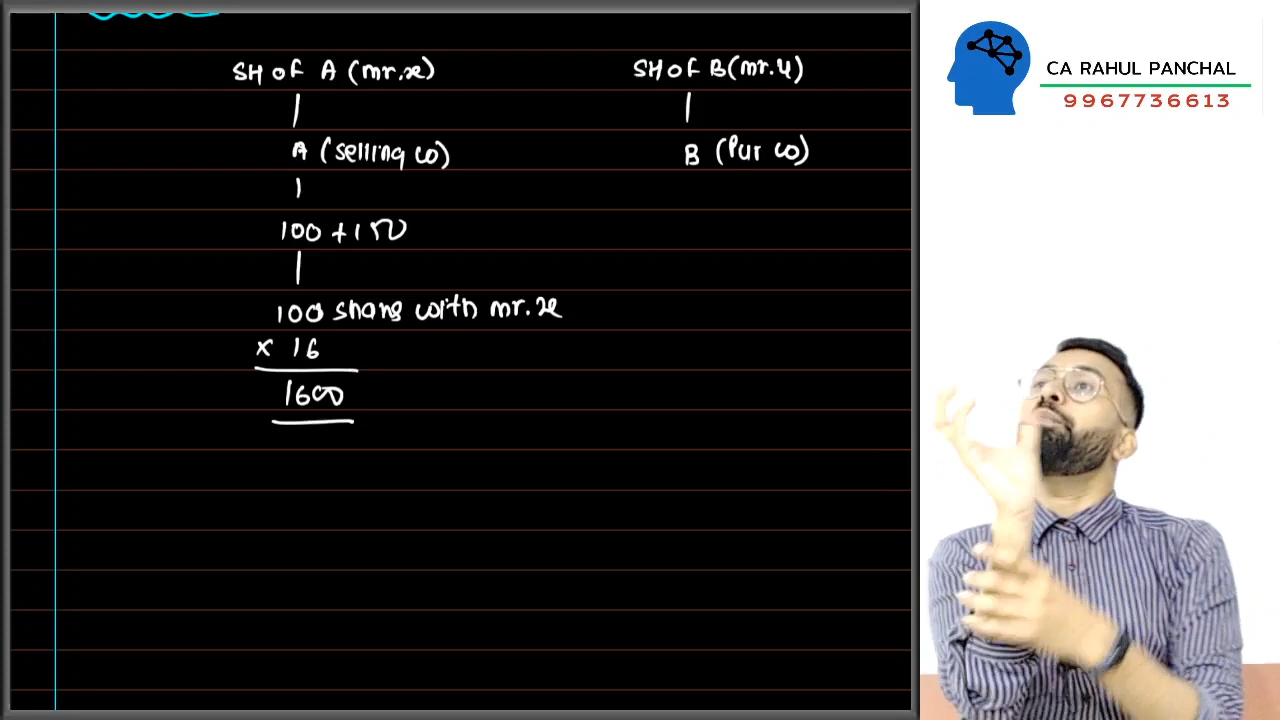 SH of A (mr.x)
SH of B (mr.y)
CA RAHUL PANCHAL
9967736613
A (selling co)
B (Pur co)
100 + 150
100 shares with mr.x
x 16
1600